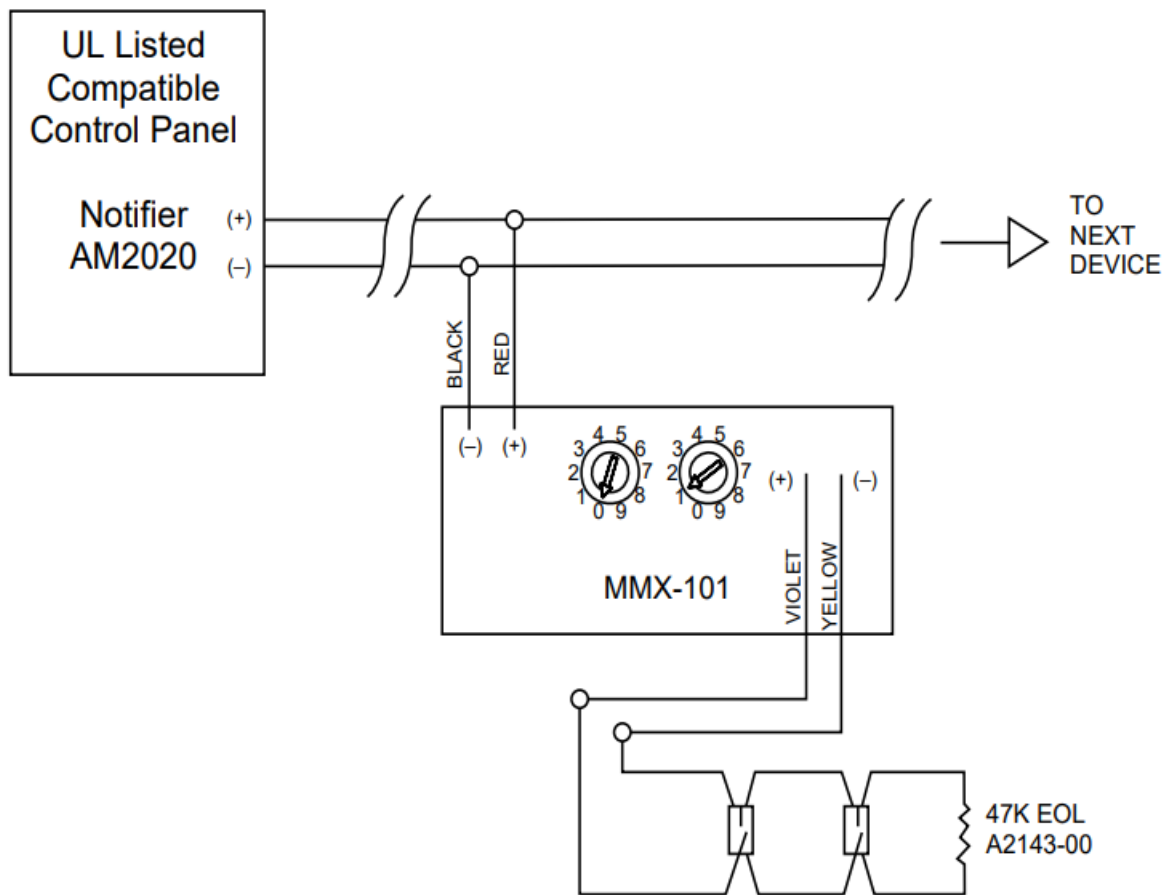 UL Listed
Compatible
Control Panel
Notifier (+)
AM2020 (–)
TO
NEXT
DEVICE
BLACK
RED
(–) (+)
4 5
3 6
2 7
1 8
0 9
4 5
3 6
2 7
1 8
0 9
(+) (–)
MMX-101
VIOLET
YELLOW
47K EOL
A2143-00